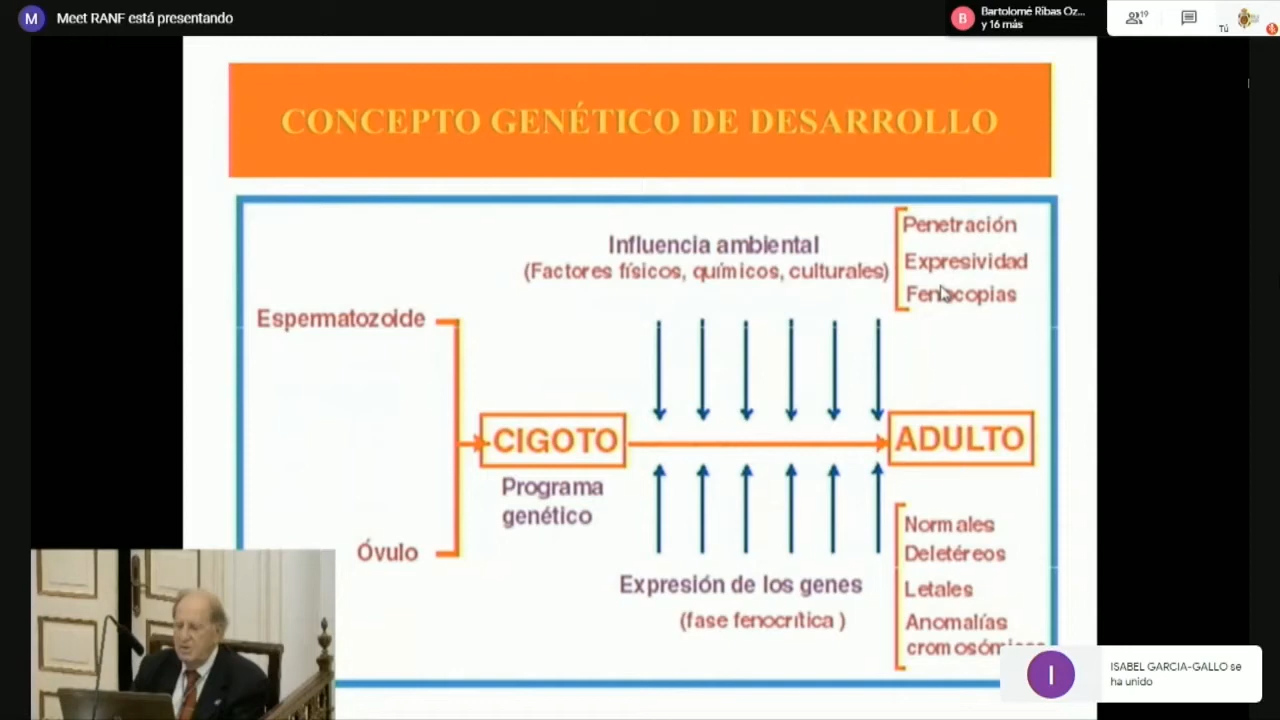 M Meet RANF está presentando
B Bartolomé Ribas Oz...
y 16 más
19
Tú
CONCEPTO GENÉTICO DE DESARROLLO
Influencia ambiental
(Factores físicos, químicos, culturales)
Penetración
Expresividad
Fenocopias
Espermatozoide
CIGOTO
ADULTO
Programa
genético
Óvulo
Expresión de los genes
(fase fenocrítica )
Normales
Deletéreos
Letales
Anomalías
cromosómicas
I ISABEL GARCIA-GALLO se
ha unido